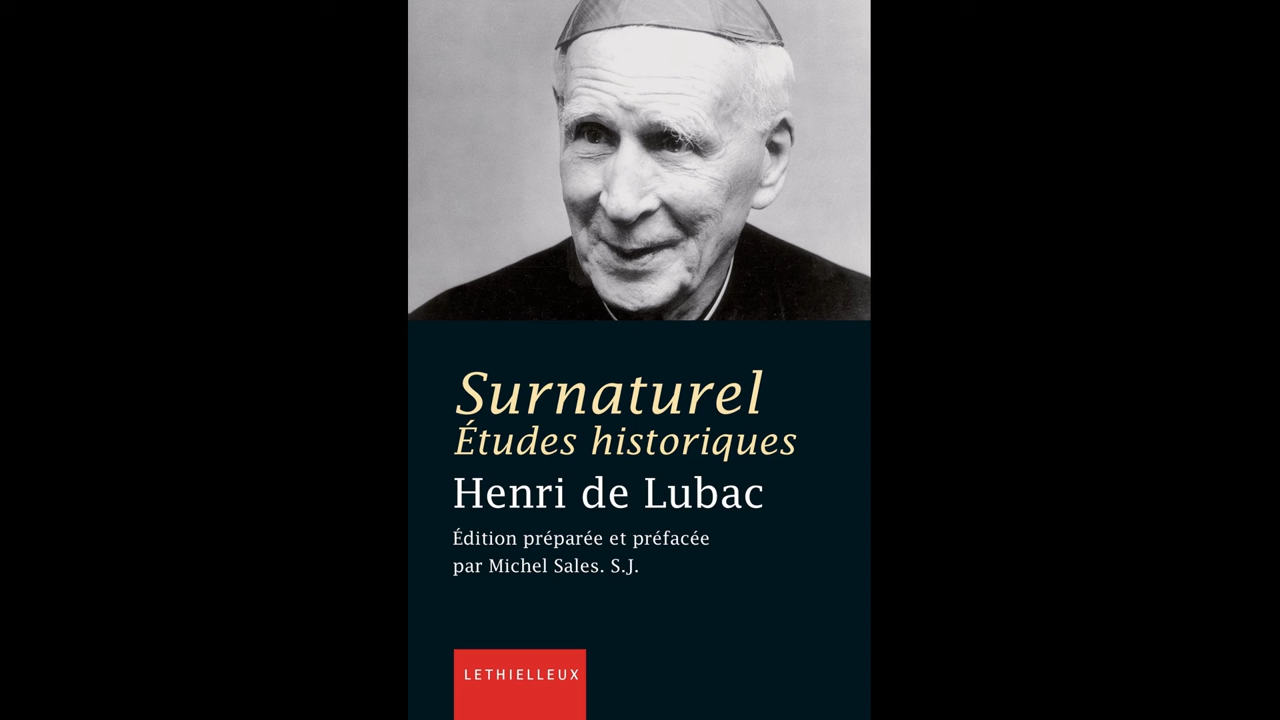 Surnaturel
Études historiques
Henri de Lubac
Édition préparée et préfacée
par Michel Sales. S.J.
LETHIELLEUX